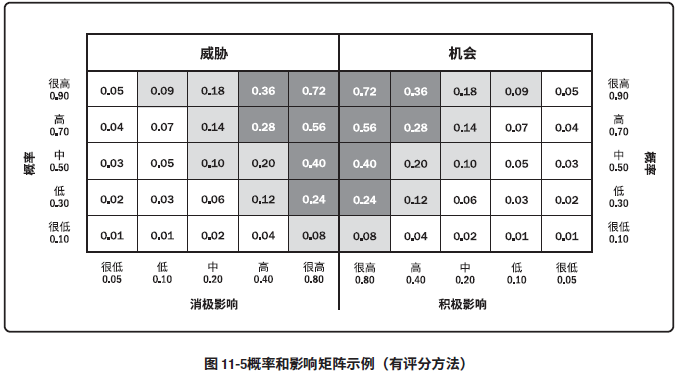 威胁 机会
很高 0.05 0.09 0.18 0.36 0.72 0.72 0.36 0.18 0.09 0.05 很高
0.90 0.90
高 0.04 0.07 0.14 0.28 0.56 0.56 0.28 0.14 0.07 0.04 高
0.70 0.70
概率 中 0.03 0.05 0.10 0.20 0.40 0.40 0.20 0.10 0.05 0.03 中 概率
0.50 0.50
低 0.02 0.03 0.06 0.12 0.24 0.24 0.12 0.06 0.03 0.02 低
0.30 0.30
很低 0.01 0.01 0.02 0.04 0.08 0.08 0.04 0.02 0.01 0.01 很低
0.10 0.10
很低 低 中 高 很高 很高 高 中 低 很低
0.05 0.10 0.20 0.40 0.80 0.80 0.40 0.20 0.10 0.05
消极影响 积极影响
图 11-5概率和影响矩阵示例（有评分方法）